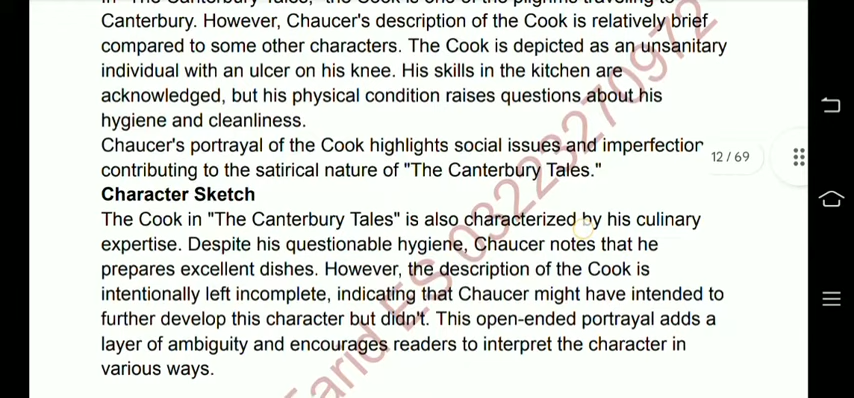 Canterbury. However, Chaucer's description of the Cook is relatively brief
compared to some other characters. The Cook is depicted as an unsanitary
individual with an ulcer on his knee. His skills in the kitchen are
acknowledged, but his physical condition raises questions about his
hygiene and cleanliness.
Chaucer's portrayal of the Cook highlights social issues and imperfection
contributing to the satirical nature of "The Canterbury Tales."
12 / 69
Character Sketch
The Cook in "The Canterbury Tales" is also characterized by his culinary
expertise. Despite his questionable hygiene, Chaucer notes that he
prepares excellent dishes. However, the description of the Cook is
intentionally left incomplete, indicating that Chaucer might have intended to
further develop this character but didn't. This open-ended portrayal adds a
layer of ambiguity and encourages readers to interpret the character in
various ways.
arid ES 03223270972